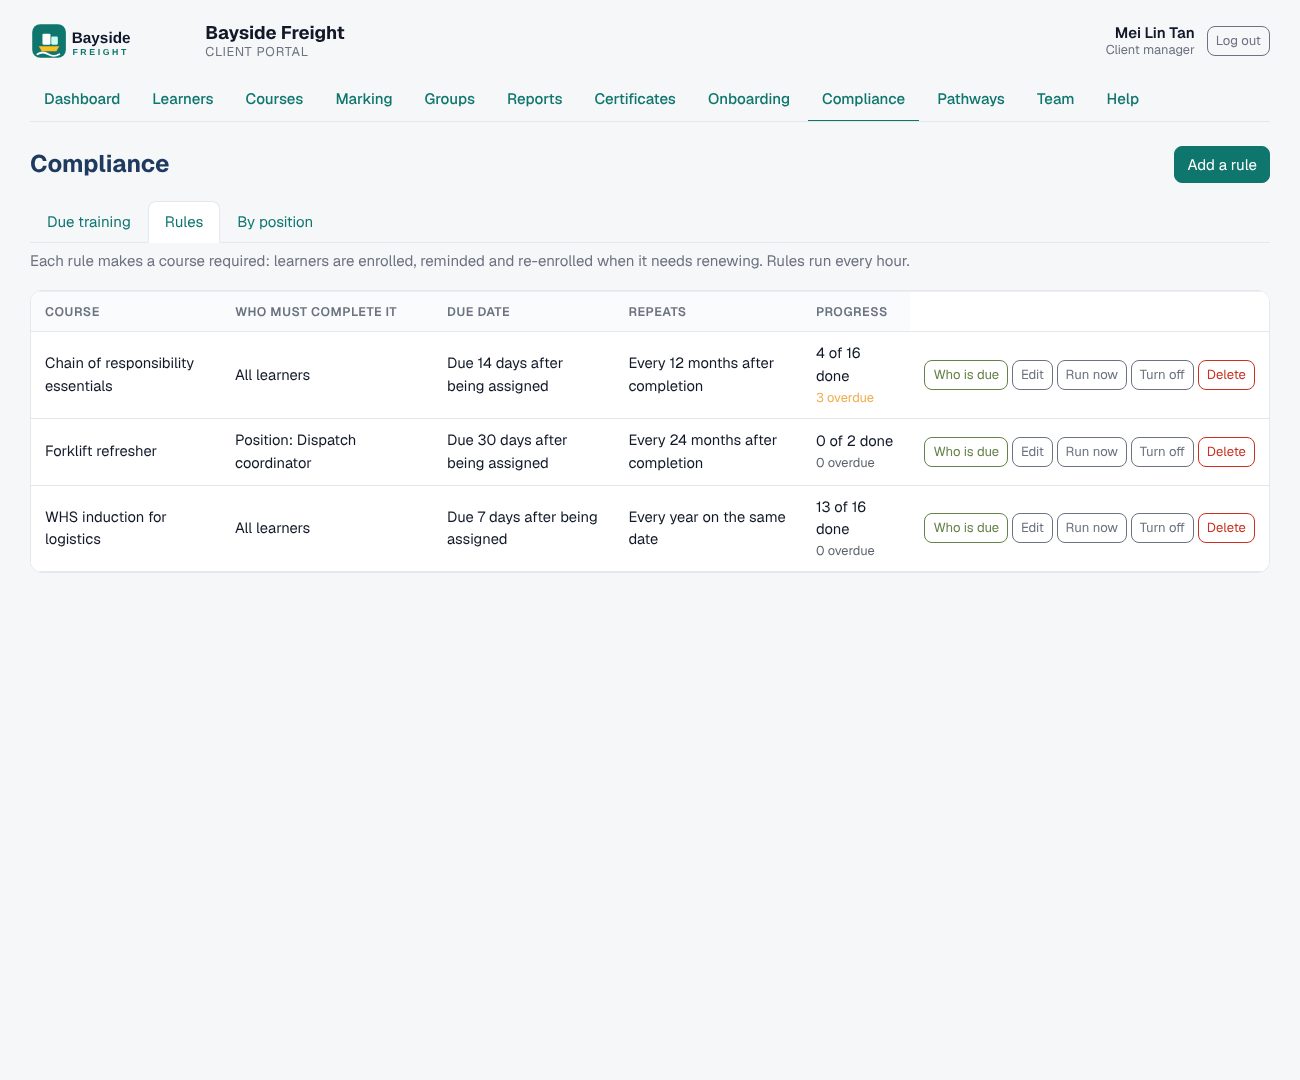 Bayside
FREIGHT
Bayside Freight
CLIENT PORTAL
Mei Lin Tan
Client manager
Log out
Dashboard Learners Courses Marking Groups Reports Certificates Onboarding Compliance Pathways Team Help
Compliance
Add a rule
Due training Rules By position
Each rule makes a course required: learners are enrolled, reminded and re-enrolled when it needs renewing. Rules run every hour.
COURSE WHO MUST COMPLETE IT DUE DATE REPEATS PROGRESS
Chain of responsibility
essentials
All learners
Due 14 days after
being assigned
Every 12 months after
completion
4 of 16
done
3 overdue
Who is due Edit Run now Turn off Delete
Forklift refresher
Position: Dispatch
coordinator
Due 30 days after
being assigned
Every 24 months after
completion
0 of 2 done
0 overdue
Who is due Edit Run now Turn off Delete
WHS induction for
logistics
All learners
Due 7 days after being
assigned
Every year on the same
date
13 of 16
done
0 overdue
Who is due Edit Run now Turn off Delete